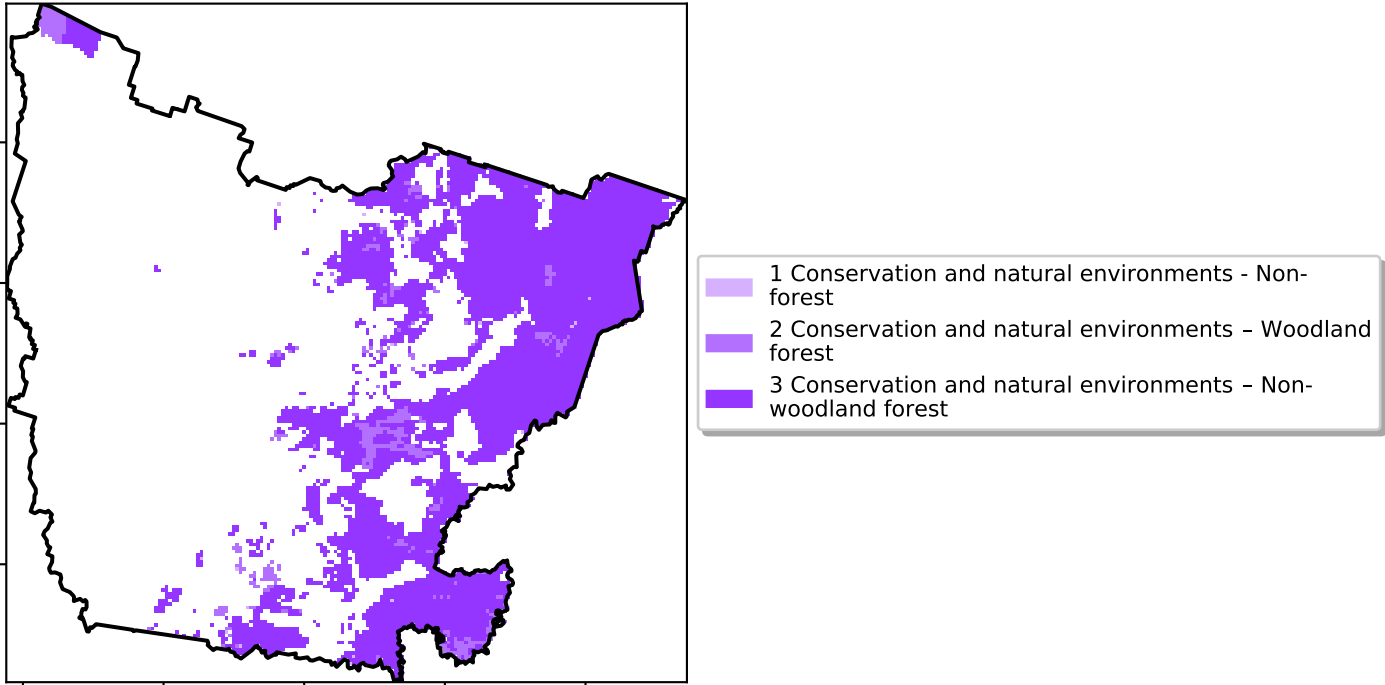 1 Conservation and natural environments - Non-
forest
2 Conservation and natural environments – Woodland
forest
3 Conservation and natural environments – Non-
woodland forest